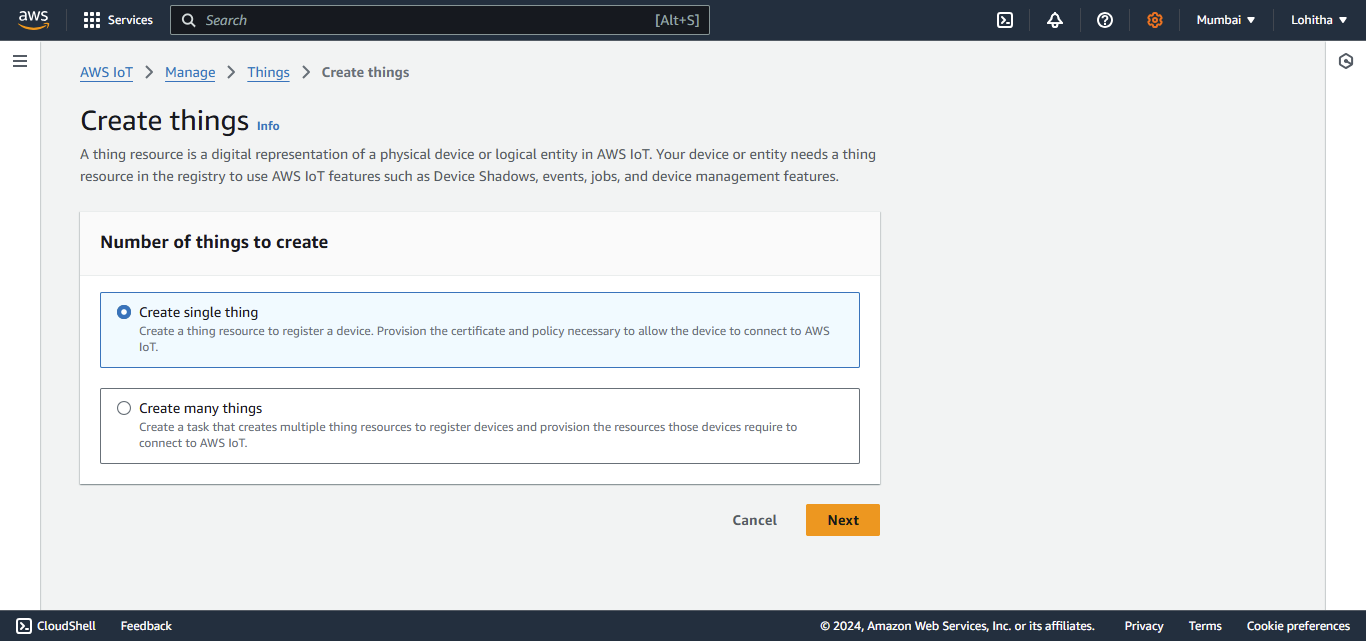 aws Services Search [Alt+S] Mumbai Lohitha
AWS IoT Manage Things Create things
Create things Info
A thing resource is a digital representation of a physical device or logical entity in AWS IoT. Your device or entity needs a thing
resource in the registry to use AWS IoT features such as Device Shadows, events, jobs, and device management features.
Number of things to create
Create single thing
Create a thing resource to register a device. Provision the certificate and policy necessary to allow the device to connect to AWS
IoT.
Create many things
Create a task that creates multiple thing resources to register devices and provision the resources those devices require to
connect to AWS IoT.
Cancel Next
CloudShell Feedback © 2024, Amazon Web Services, Inc. or its affiliates. Privacy Terms Cookie preferences